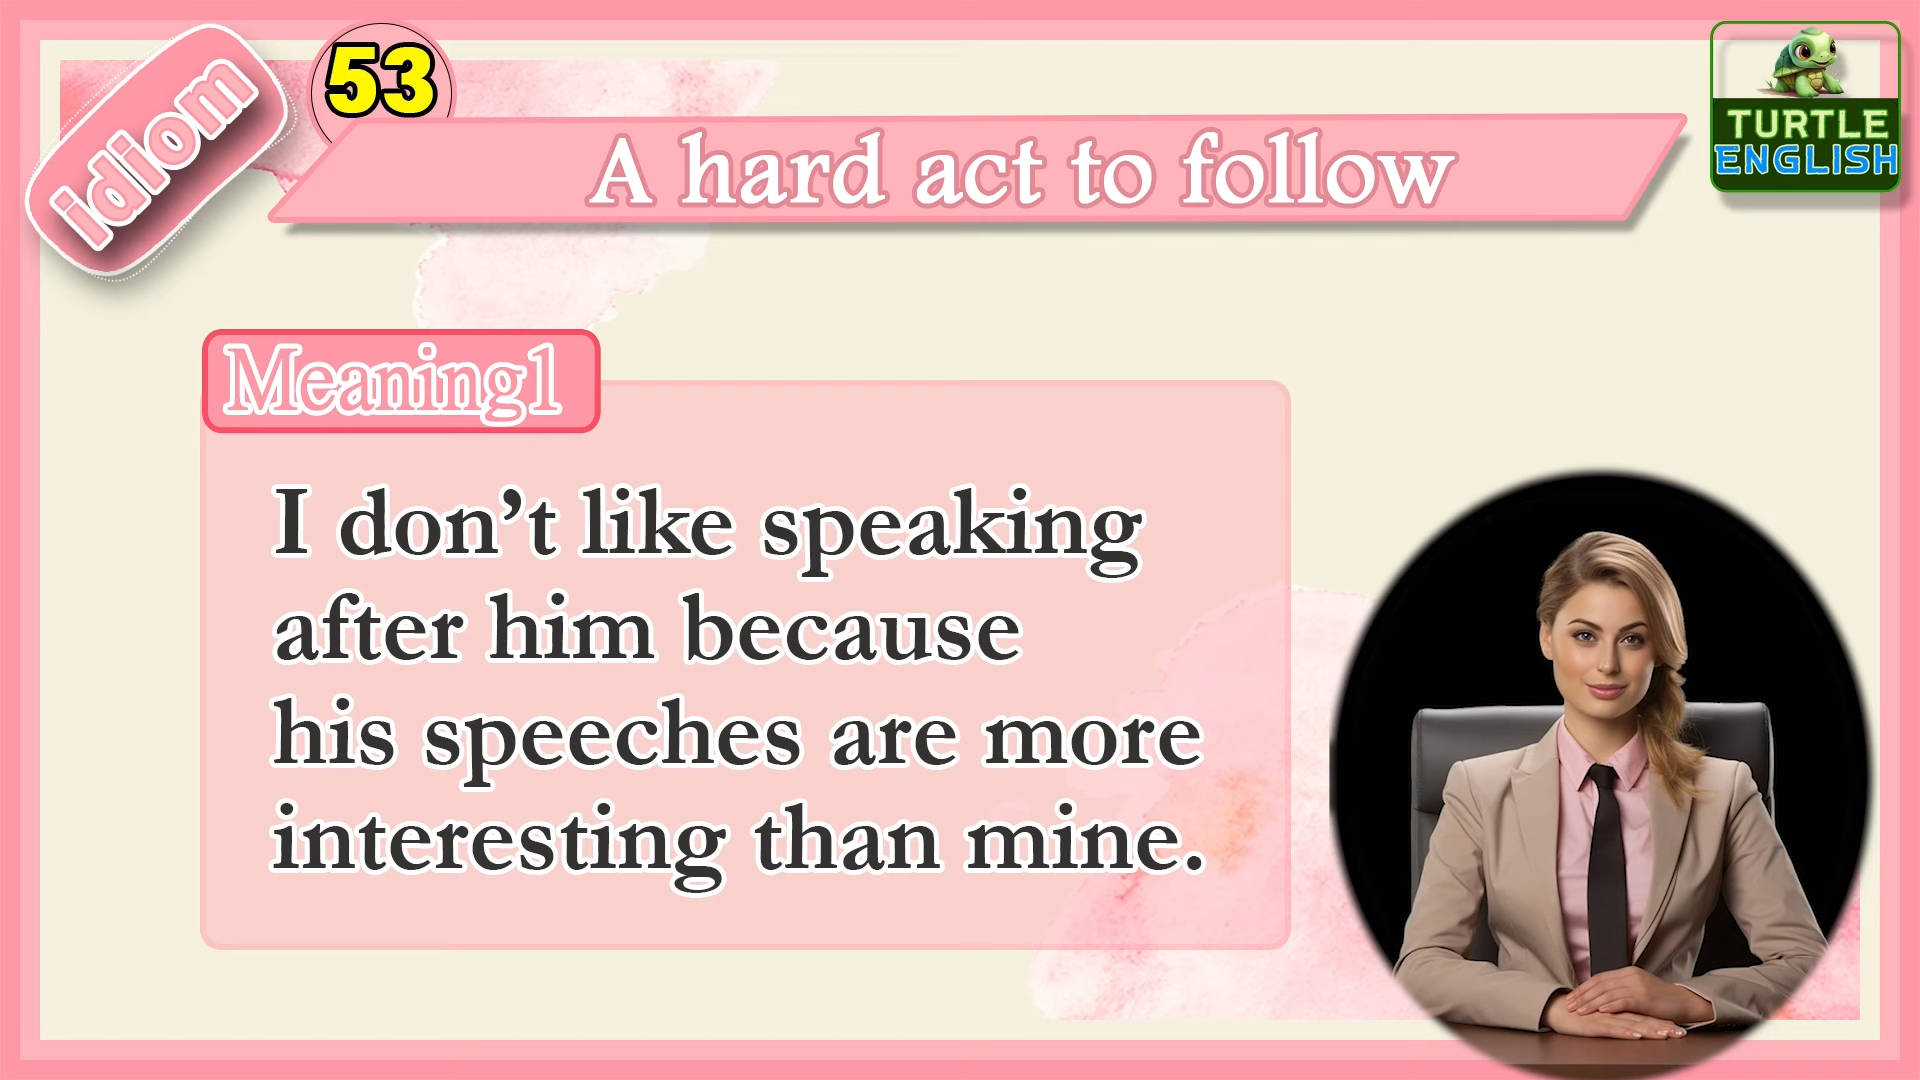 idiom
53
A hard act to follow
TURTLE
ENGLISH
Meaning1
I don’t like speaking
after him because
his speeches are more
interesting than mine.